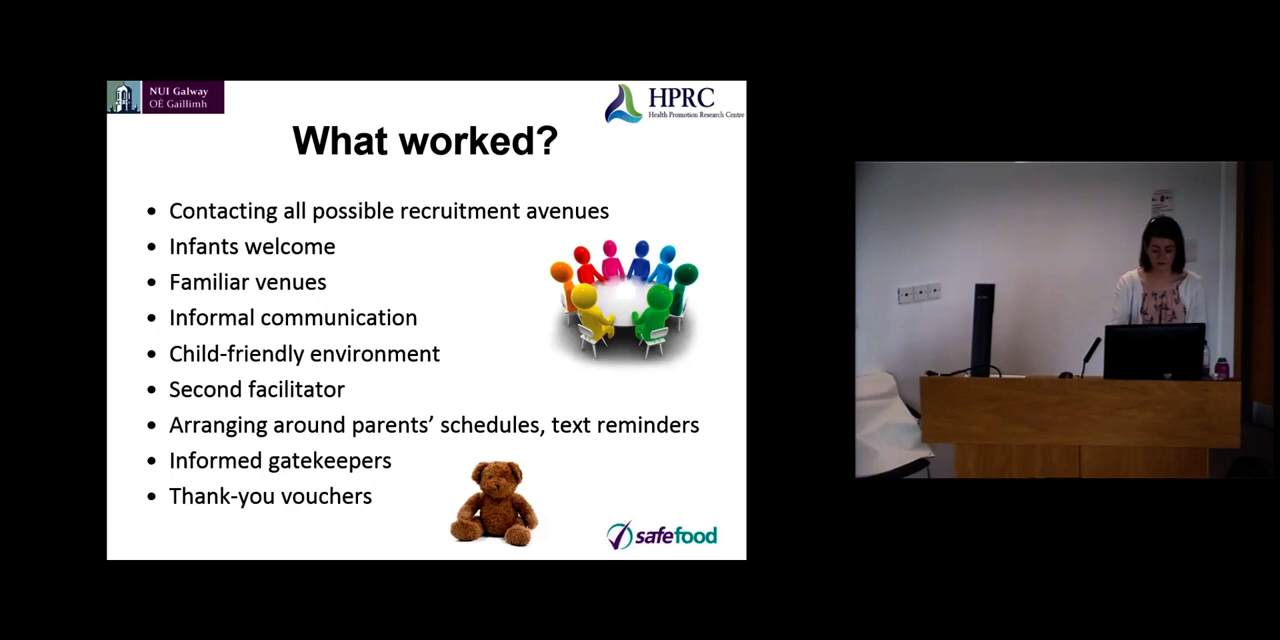 NUI Galway
OÉ Gaillimh
HPRC
Health Promotion Research Centre
What worked?
• Contacting all possible recruitment avenues
• Infants welcome
• Familiar venues
• Informal communication
• Child-friendly environment
• Second facilitator
• Arranging around parents’ schedules, text reminders
• Informed gatekeepers
• Thank-you vouchers
safefood